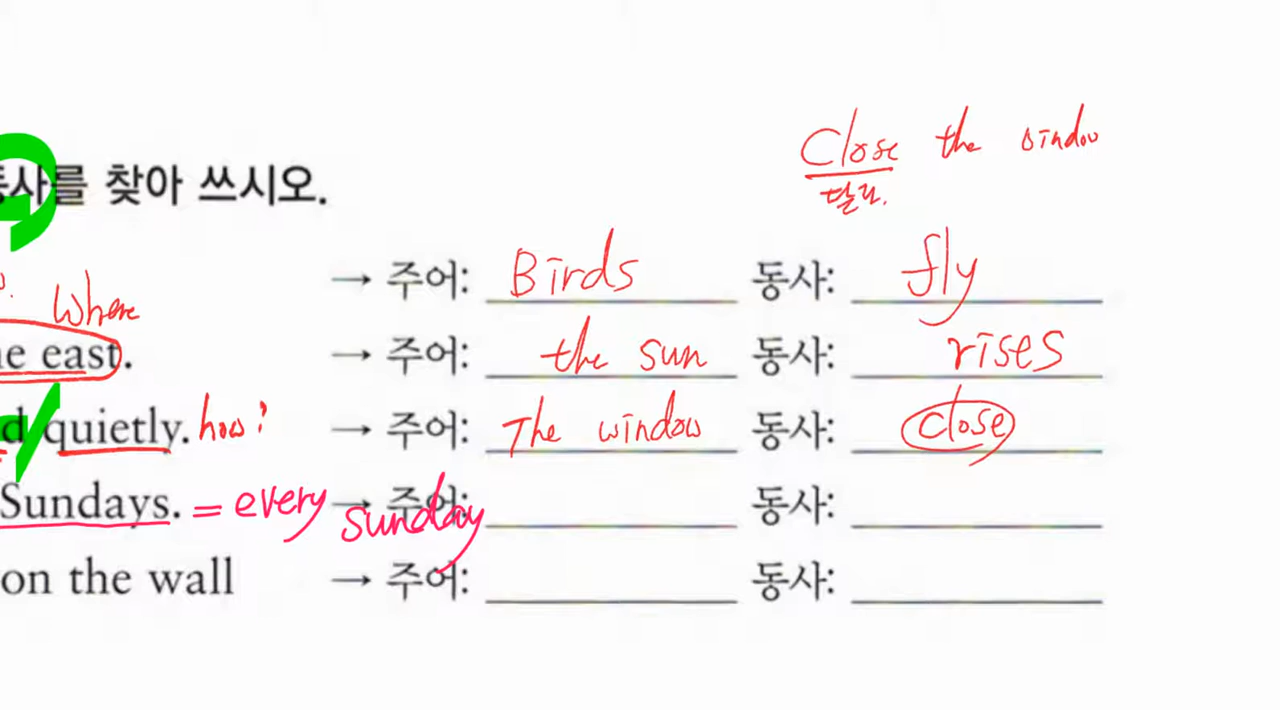 Close the window
닫다.
사를 찾아 쓰시오.
→ 주어: Birds 동사: fly
Where
e east. → 주어: the sun 동사: rises
d quietly. how? → 주어: The window 동사: close
Sundays. = every sunday → 주어: 동사:
on the wall → 주어: 동사: